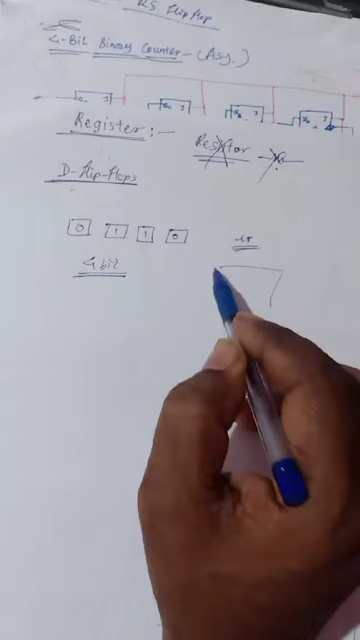 RS Flip Flop
4-Bit Binary Counter - (Asy.)
Register :-
Resistor
D-flip-flops
0 1 1 0
4 bit